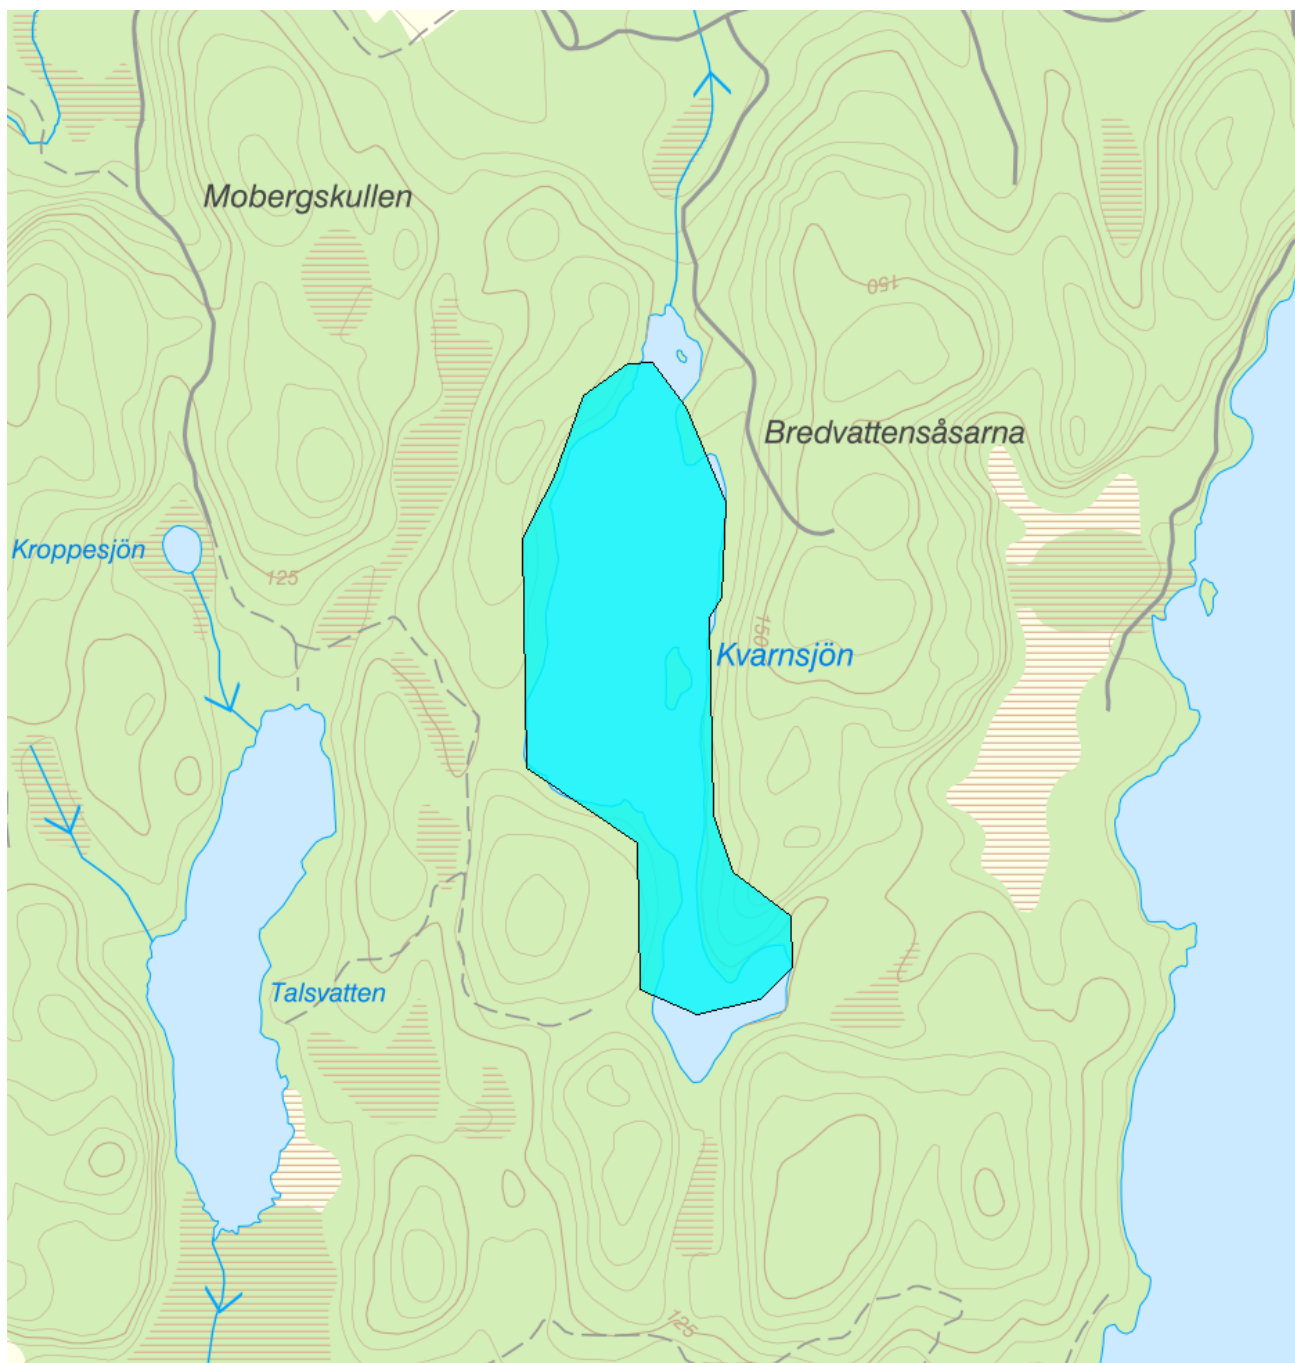 Mobergskullen
150
Bredvattensåsarna
Kroppesjön
125
150
Kvarnsjön
Talsvatten
125